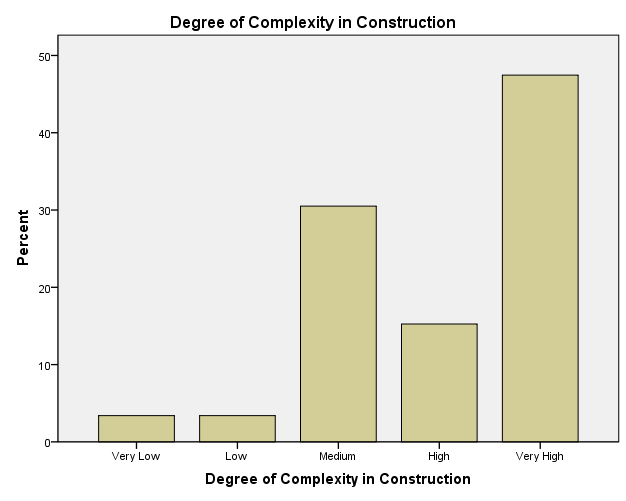 Degree of Complexity in Construction
50
40
30
20
10
0
Percent
Very Low Low Medium High Very High
Degree of Complexity in Construction